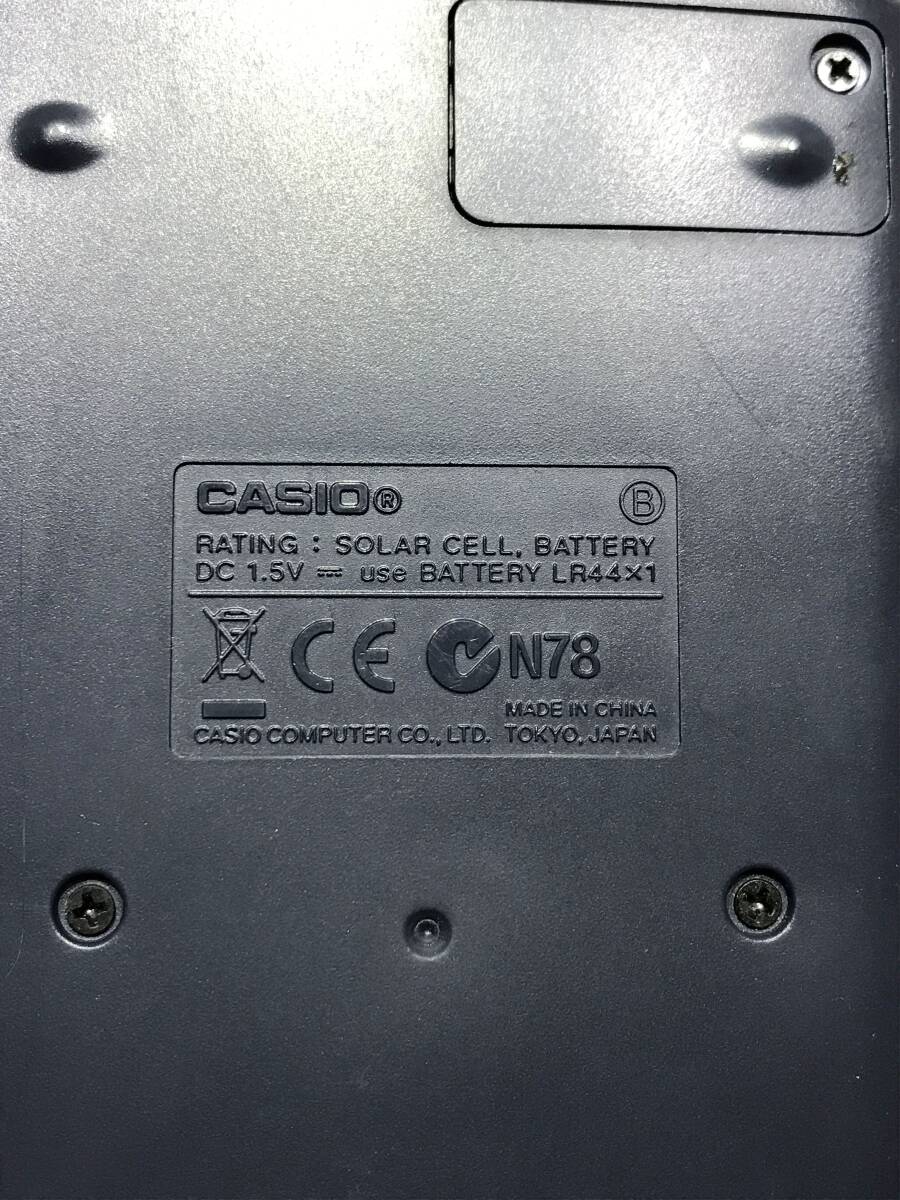 CASIO® Ⓑ
RATING : SOLAR CELL, BATTERY
DC 1.5V ⎓ use BATTERY LR44×1
CE N78
MADE IN CHINA
CASIO COMPUTER CO., LTD. TOKYO, JAPAN